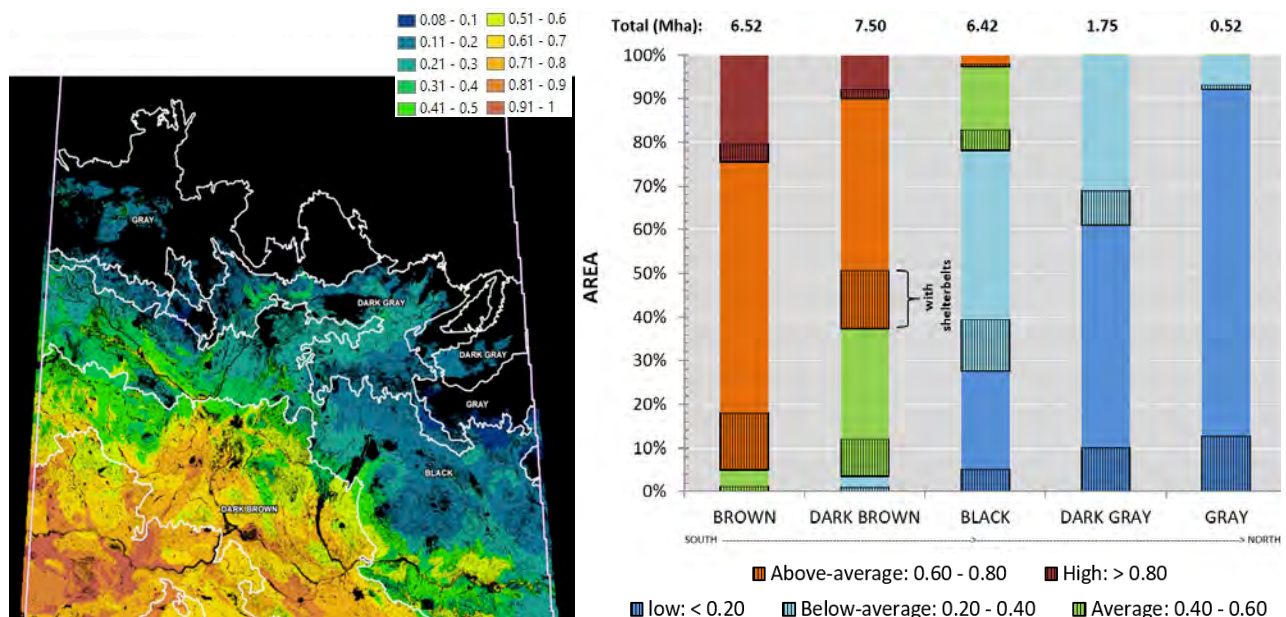 0.08 - 0.1 0.51 - 0.6
0.11 - 0.2 0.61 - 0.7
0.21 - 0.3 0.71 - 0.8
0.31 - 0.4 0.81 - 0.9
0.41 - 0.5 0.91 - 1
GRAY
DARK GRAY
DARK GRAY
GRAY
BLACK
DARK BROWN
Total (Mha): 6.52 7.50 6.42 1.75 0.52
100%
90%
80%
70%
60%
50%
40%
30%
20%
10%
0%
AREA
with
shelterbelts
BROWN DARK BROWN BLACK DARK GRAY GRAY
SOUTH -> -> NORTH
Above-average: 0.60 - 0.80 High: > 0.80
low: < 0.20 Below-average: 0.20 - 0.40 Average: 0.40 - 0.60